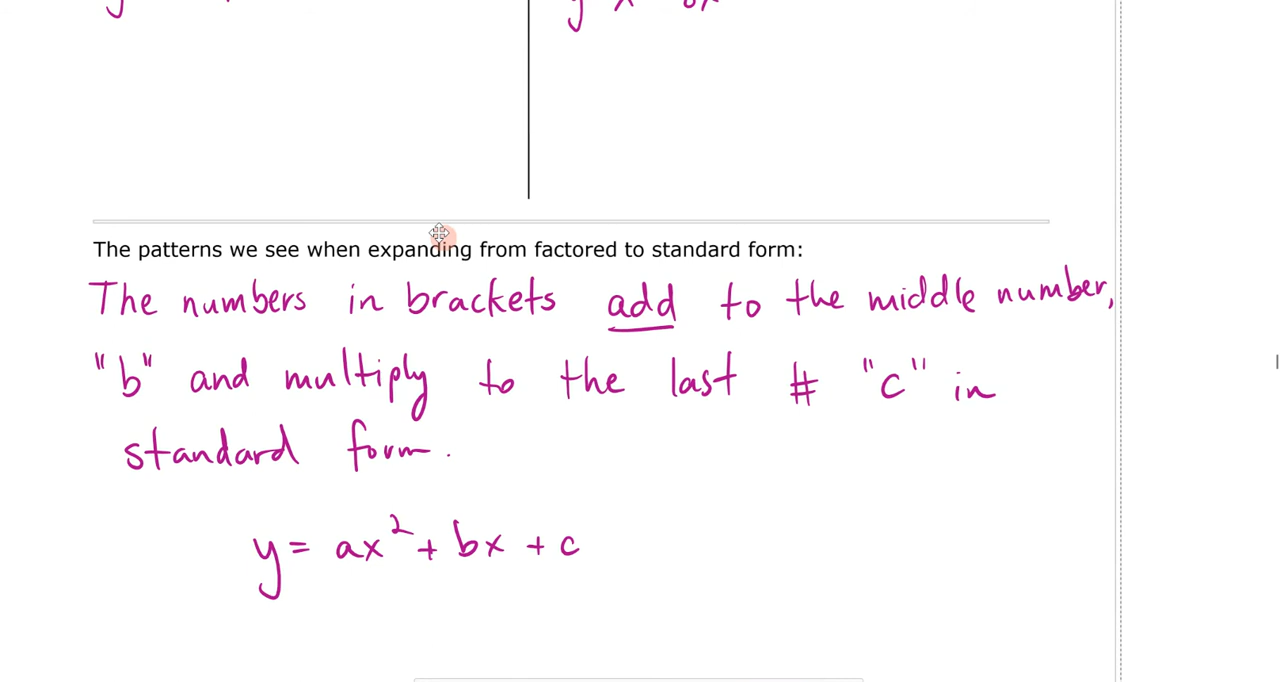 The patterns we see when expanding from factored to standard form:
The numbers in brackets add to the middle number,
"b" and multiply to the last # "c" in
standard form.
y = ax² + bx + c